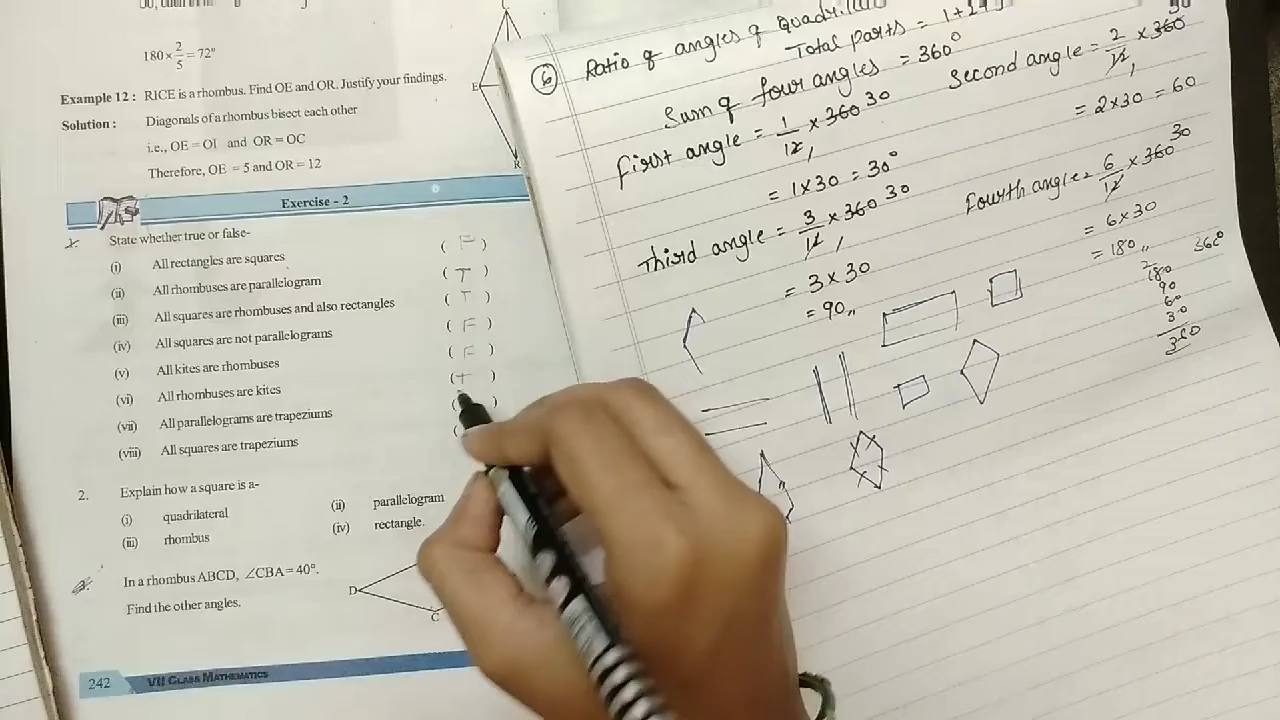 180 × 2/5 = 72°
Example 12 : RICE is a rhombus. Find OE and OR. Justify your findings.
Solution : Diagonals of a rhombus bisect each other
i.e., OE = OI and OR = OC
Therefore, OE = 5 and OR = 12
Exercise - 2
State whether true or false-
(i) All rectangles are squares ( F )
(ii) All rhombuses are parallelogram ( T )
(iii) All squares are rhombuses and also rectangles ( T )
(iv) All squares are not parallelograms ( F )
(v) All kites are rhombuses ( F )
(vi) All rhombuses are kites ( T )
(vii) All parallelograms are trapeziums
(viii) All squares are trapeziums
2. Explain how a square is a-
(i) quadrilateral (ii) parallelogram
(iii) rhombus (iv) rectangle.
In a rhombus ABCD, ∠CBA = 40°.
Find the other angles.
D
C
242 VII CLASS MATHEMATICS
E
R
6 Ratio of angles of
Total parts = 1+2+
Sum of four angles = 360°
First angle = 1/12 × 360 30
= 1×30 = 30°
Second angle = 2/12 × 360 30
= 2×30 = 60
Third angle = 3/12 × 360 30
= 3×30
= 90,,
Fourth angle = 6/12 × 360 30
= 6×30
= 180,,
360°
2
180
90
60
30
360